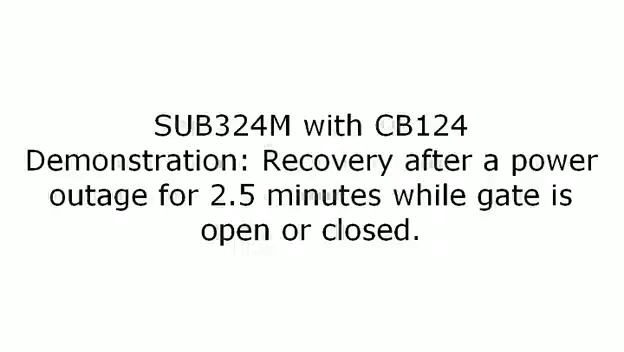 SUB324M with CB124
Demonstration: Recovery after a power
outage for 2.5 minutes while gate is
open or closed.